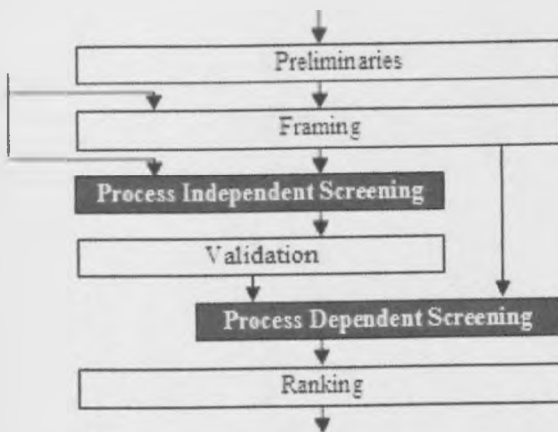 Preliminaries
Framing
Process Independent Screening
Validation
Process Dependent Screening
Ranking